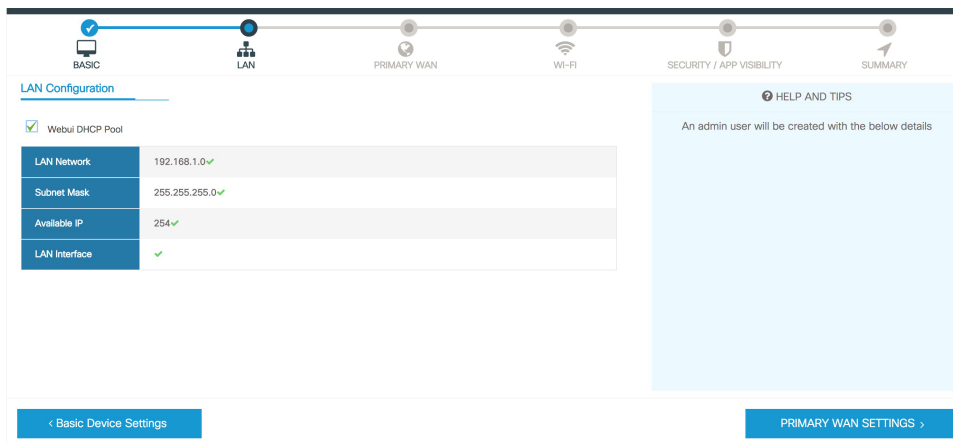 BASIC
LAN
PRIMARY WAN
WI-FI
SECURITY / APP VISIBILITY
SUMMARY
LAN Configuration
Webui DHCP Pool
LAN Network 192.168.1.0
Subnet Mask 255.255.255.0
Available IP 254
LAN Interface
HELP AND TIPS
An admin user will be created with the below details
< Basic Device Settings
PRIMARY WAN SETTINGS >